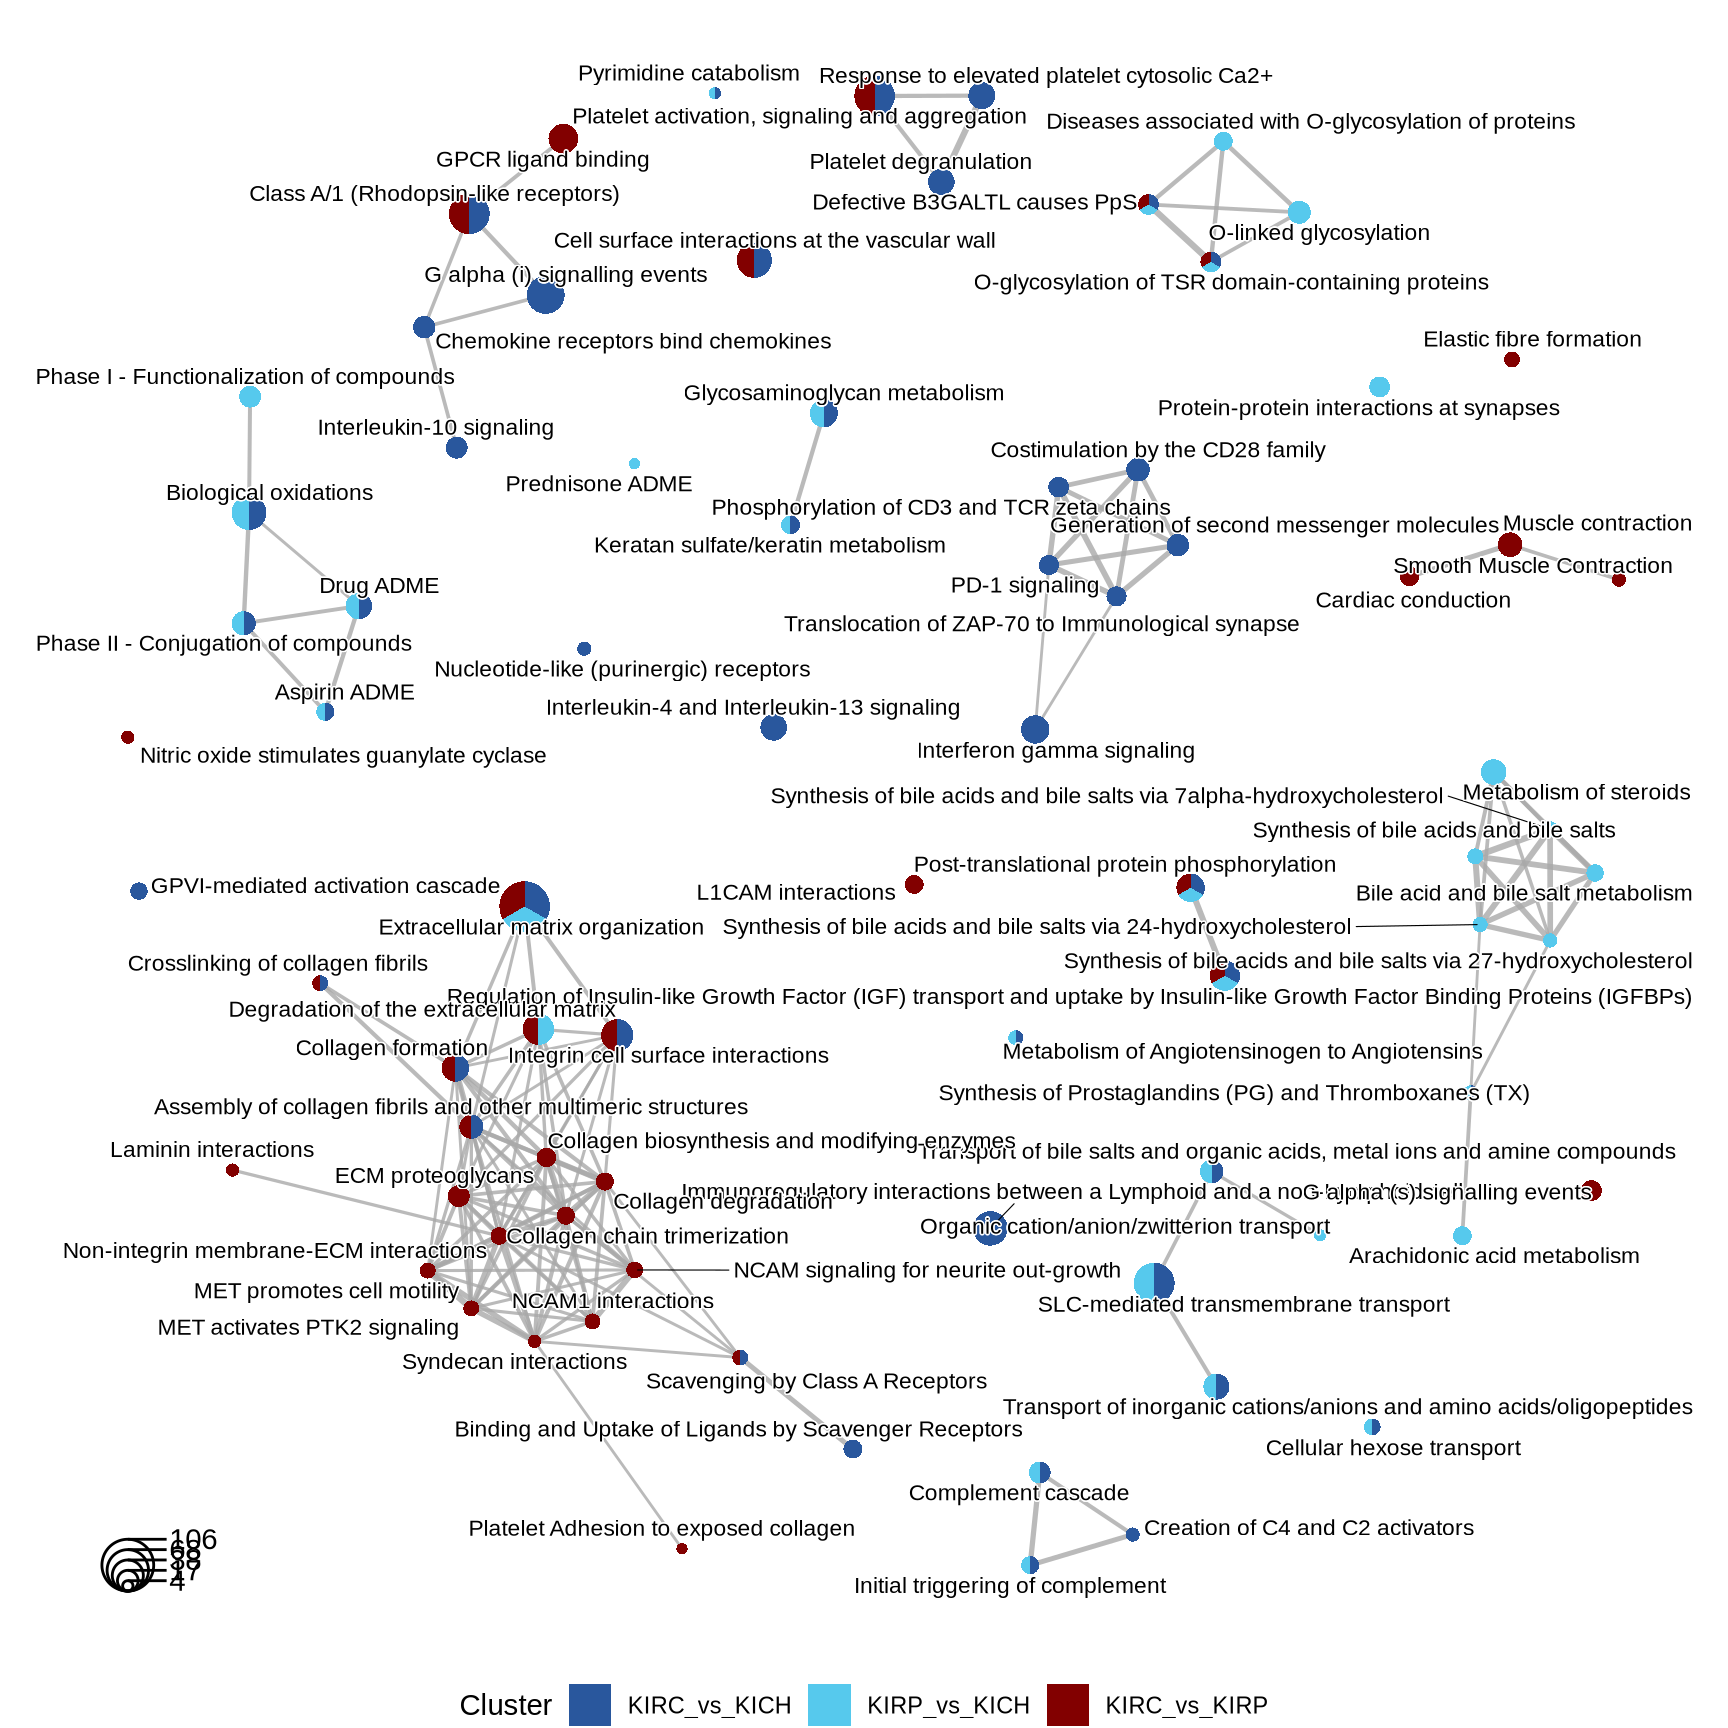 Pyrimidine catabolism
Response to elevated platelet cytosolic Ca2+
Platelet activation, signaling and aggregation
Diseases associated with O-glycosylation of proteins
GPCR ligand binding
Platelet degranulation
Class A/1 (Rhodopsin-like receptors)
Defective B3GALTL causes PpS
O-linked glycosylation
Cell surface interactions at the vascular wall
G alpha (i) signalling events
O-glycosylation of TSR domain-containing proteins
Chemokine receptors bind chemokines
Elastic fibre formation
Phase I - Functionalization of compounds
Glycosaminoglycan metabolism
Protein-protein interactions at synapses
Interleukin-10 signaling
Costimulation by the CD28 family
Prednisone ADME
Biological oxidations
Phosphorylation of CD3 and TCR zeta chains
Generation of second messenger molecules
Muscle contraction
Keratan sulfate/keratin metabolism
Smooth Muscle Contraction
Drug ADME
PD-1 signaling
Cardiac conduction
Translocation of ZAP-70 to Immunological synapse
Phase II - Conjugation of compounds
Nucleotide-like (purinergic) receptors
Aspirin ADME
Interleukin-4 and Interleukin-13 signaling
Nitric oxide stimulates guanylate cyclase
Interferon gamma signaling
Synthesis of bile acids and bile salts via 7alpha-hydroxycholesterol
Metabolism of steroids
Synthesis of bile acids and bile salts
Post-translational protein phosphorylation
GPVI-mediated activation cascade
L1CAM interactions
Bile acid and bile salt metabolism
Extracellular matrix organization
Synthesis of bile acids and bile salts via 24-hydroxycholesterol
Crosslinking of collagen fibrils
Synthesis of bile acids and bile salts via 27-hydroxycholesterol
Regulation of Insulin-like Growth Factor (IGF) transport and uptake by Insulin-like Growth Factor Binding Proteins (IGFBPs)
Degradation of the extracellular matrix
Collagen formation
Integrin cell surface interactions
Metabolism of Angiotensinogen to Angiotensins
Synthesis of Prostaglandins (PG) and Thromboxanes (TX)
Assembly of collagen fibrils and other multimeric structures
Collagen biosynthesis and modifying enzymes
Laminin interactions
Transport of bile salts and organic acids, metal ions and amine compounds
ECM proteoglycans
Immunoregulatory interactions between a Lymphoid and a
G alpha (s) signalling events
Collagen degradation
Organic cation/anion/zwitterion transport
Collagen chain trimerization
Non-integrin membrane-ECM interactions
Arachidonic acid metabolism
NCAM signaling for neurite out-growth
MET promotes cell motility
NCAM1 interactions
SLC-mediated transmembrane transport
MET activates PTK2 signaling
Syndecan interactions
Scavenging by Class A Receptors
Transport of inorganic cations/anions and amino acids/oligopeptides
Binding and Uptake of Ligands by Scavenger Receptors
Cellular hexose transport
Complement cascade
Platelet Adhesion to exposed collagen
Creation of C4 and C2 activators
Initial triggering of complement
106
17
4
Cluster KIRC_vs_KICH KIRP_vs_KICH KIRC_vs_KIRP